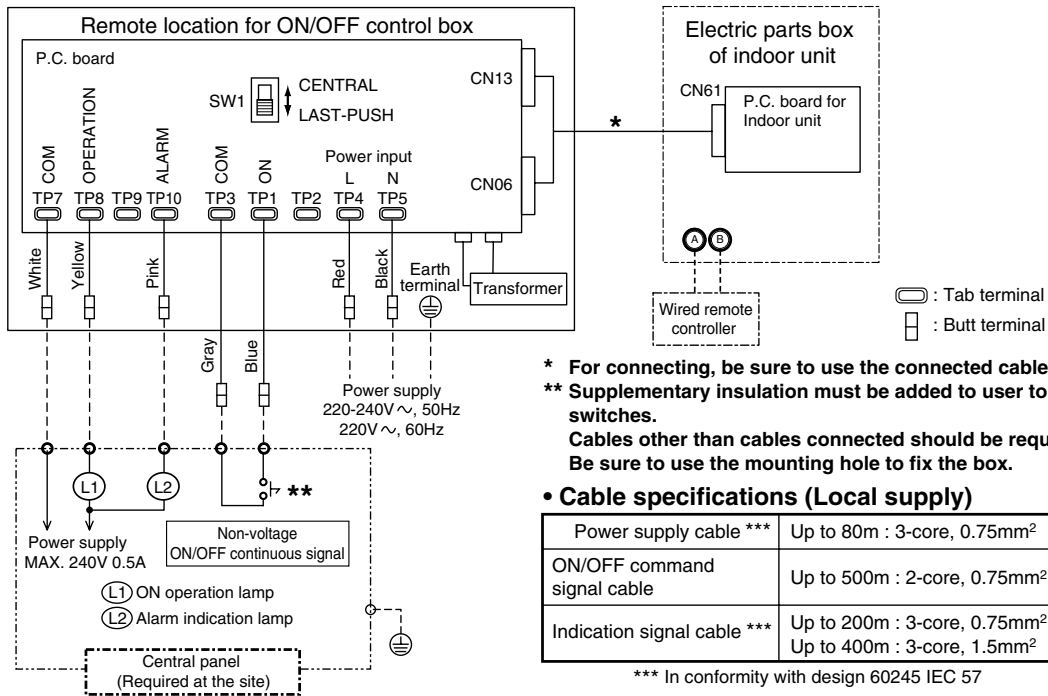 Remote location for ON/OFF control box
P.C. board
SW1
CENTRAL
LAST-PUSH
CN13
CN06
COM
OPERATION
ALARM
COM
ON
Power input
L N
TP7 TP8 TP9 TP10 TP3 TP1 TP2 TP4 TP5
White
Yellow
Pink
Gray
Blue
Red
Black
Earth
terminal
Transformer
Power supply
220-240V ~, 50Hz
220V ~, 60Hz
L1
L2
**
Power supply
MAX. 240V 0.5A
Non-voltage
ON/OFF continuous signal
L1 ON operation lamp
L2 Alarm indication lamp
Central panel
(Required at the site)
*
Electric parts box
of indoor unit
CN61
P.C. board for
Indoor unit
A B
Wired remote
controller
: Tab terminal
: Butt terminal
* For connecting, be sure to use the connected cable
** Supplementary insulation must be added to user to
switches.
Cables other than cables connected should be requ
Be sure to use the mounting hole to fix the box.
• Cable specifications (Local supply)
Power supply cable *** Up to 80m : 3-core, 0.75mm²
ON/OFF command
signal cable
Up to 500m : 2-core, 0.75mm²
Indication signal cable ***
Up to 200m : 3-core, 0.75mm²
Up to 400m : 3-core, 1.5mm²
*** In conformity with design 60245 IEC 57